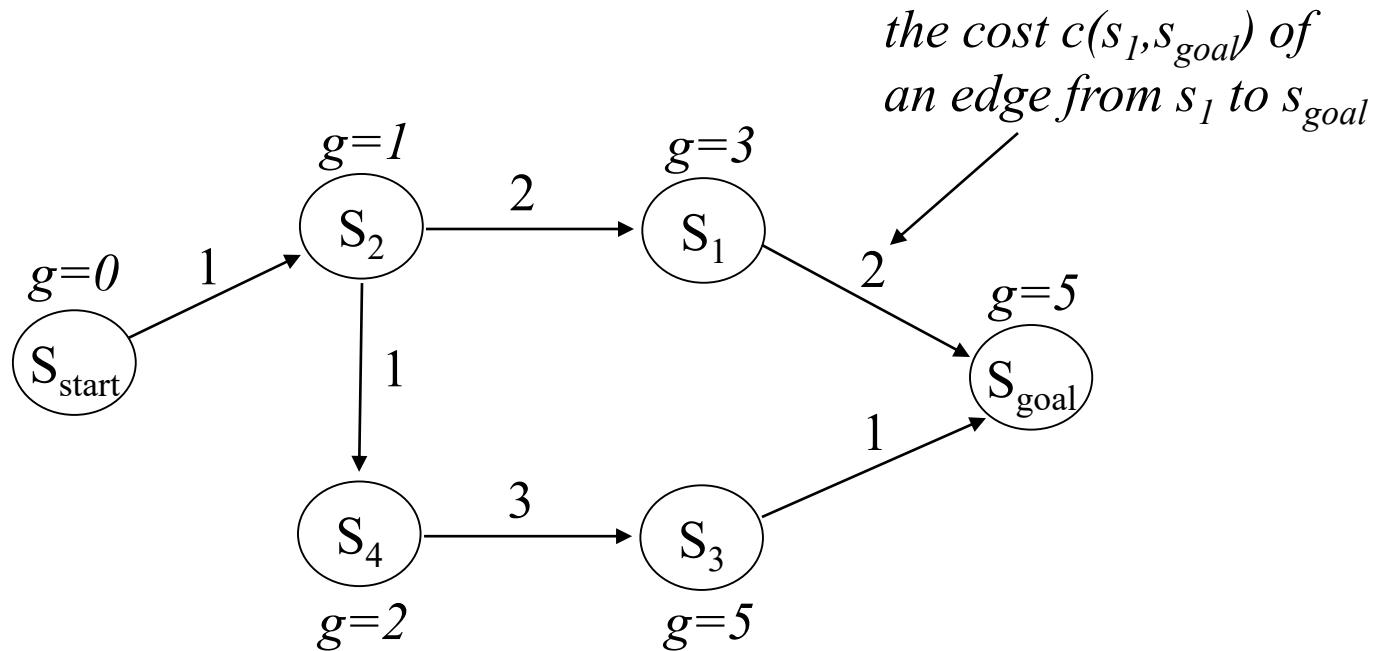 the cost c(s1,sgoal) of
an edge from s1 to sgoal
g=1
g=3
2
S2
S1
g=0
1
2
g=5
Sstart
1
Sgoal
1
3
S4
S3
g=2
g=5